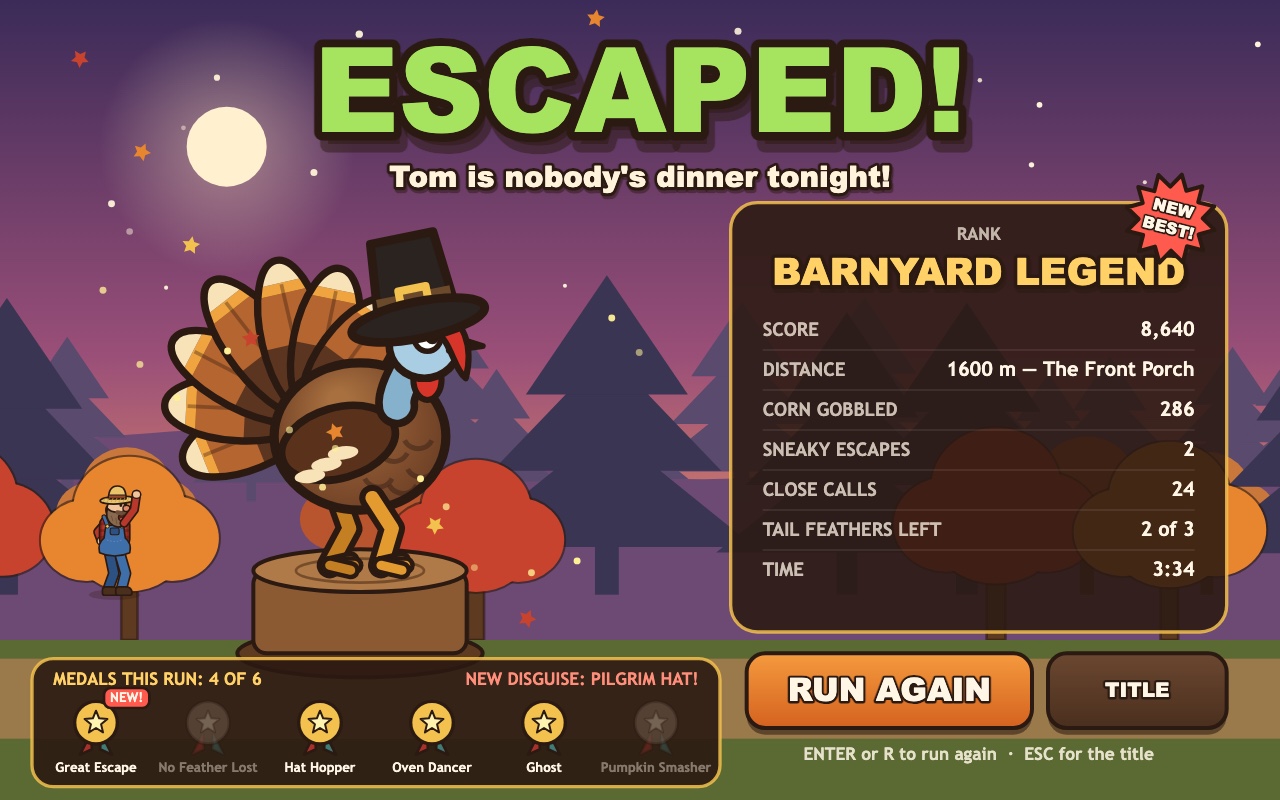 ESCAPED!
Tom is nobody's dinner tonight!
NEW
BEST!
RANK
BARNYARD LEGEND
SCORE 8,640
DISTANCE 1600 m — The Front Porch
CORN GOBBLED 286
SNEAKY ESCAPES 2
CLOSE CALLS 24
TAIL FEATHERS LEFT 2 of 3
TIME 3:34
MEDALS THIS RUN: 4 OF 6 NEW DISGUISE: PILGRIM HAT!
NEW!
Great Escape No Feather Lost Hat Hopper Oven Dancer Ghost Pumpkin Smasher
RUN AGAIN TITLE
ENTER or R to run again · ESC for the title